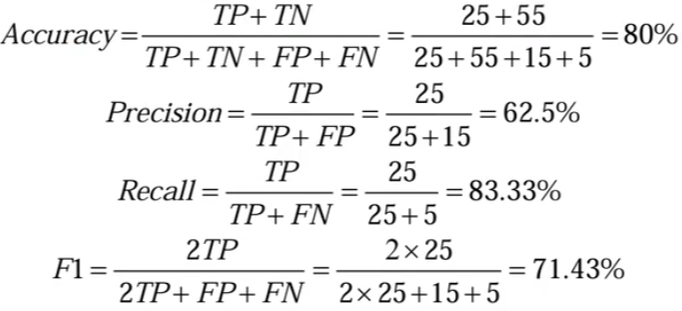 Accuracy = (TP + TN) / (TP + TN + FP + FN) = (25 + 55) / (25 + 55 + 15 + 5) = 80%
Precision = TP / (TP + FP) = 25 / (25 + 15) = 62.5%
Recall = TP / (TP + FN) = 25 / (25 + 5) = 83.33%
F1 = 2TP / (2TP + FP + FN) = (2 × 25) / (2 × 25 + 15 + 5) = 71.43%